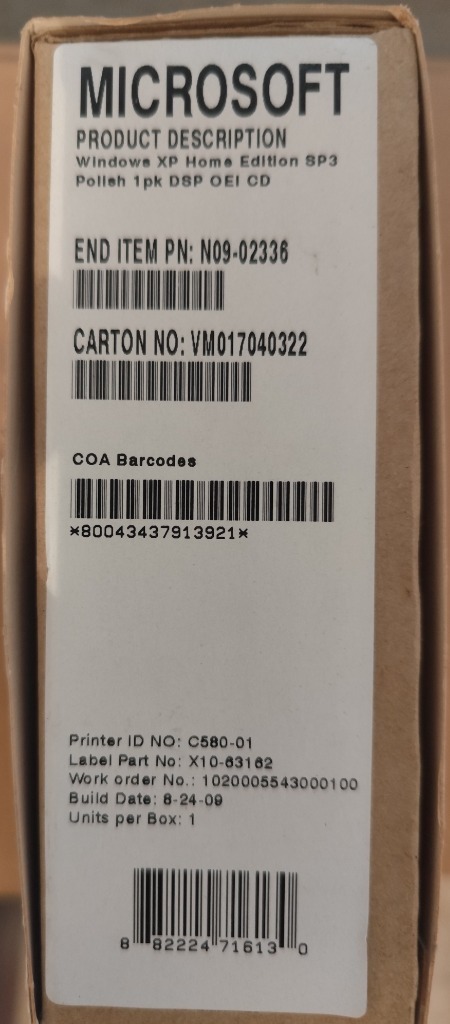 MICROSOFT
PRODUCT DESCRIPTION
Windows XP Home Edition SP3
Polish 1pk DSP OEI CD
END ITEM PN: N09-02336
CARTON NO: VM017040322
COA Barcodes
*80043437913921*
Printer ID NO: C580-01
Label Part No: X10-63162
Work order No.: 1020005543000100
Build Date: 8-24-09
Units per Box: 1
8 82224 71613 0